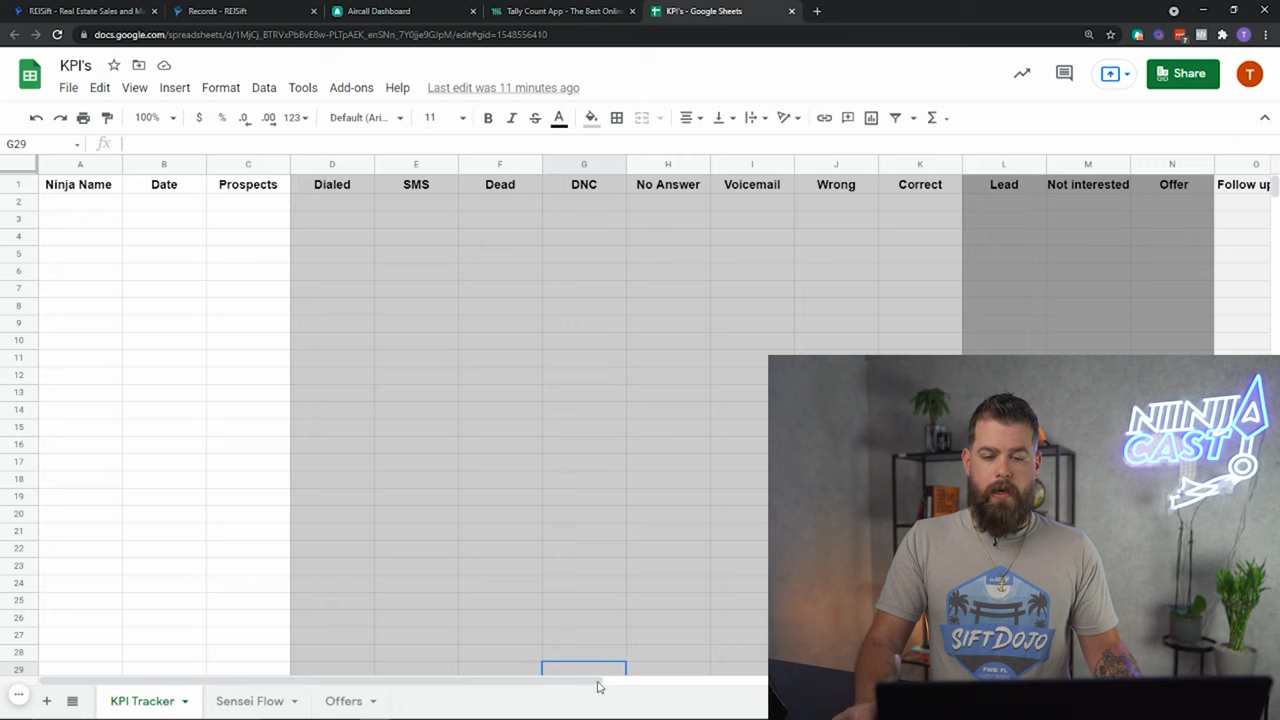 REISift - Real Estate Sales and Ma
Records - REISift
Aircall Dashboard
Tally Count App - The Best Onlin
KPI's - Google Sheets
docs.google.com/spreadsheets/d/1MjCj_BTRVxPbBvE8w-PLTpAEK_enSNn_7Y0jje9GJpM/edit#gid=1548556410
KPI's
File Edit View Insert Format Data Tools Add-ons Help Last edit was 11 minutes ago
Share
T
100% $ % .0 .00 123 Default (Ari... 11 B I S A
G29 fx
A B C D E F G H I J K L M N O
1 Ninja Name Date Prospects Dialed SMS Dead DNC No Answer Voicemail Wrong Correct Lead Not interested Offer Follow up
2
3
4
5
6
7
8
9
10
11
12
13
14
15
16
17
18
19
20
21
22
23
24
25
26
27
28
29
NINJA
CAST
SIFTDOJO
KPI Tracker Sensei Flow Offers